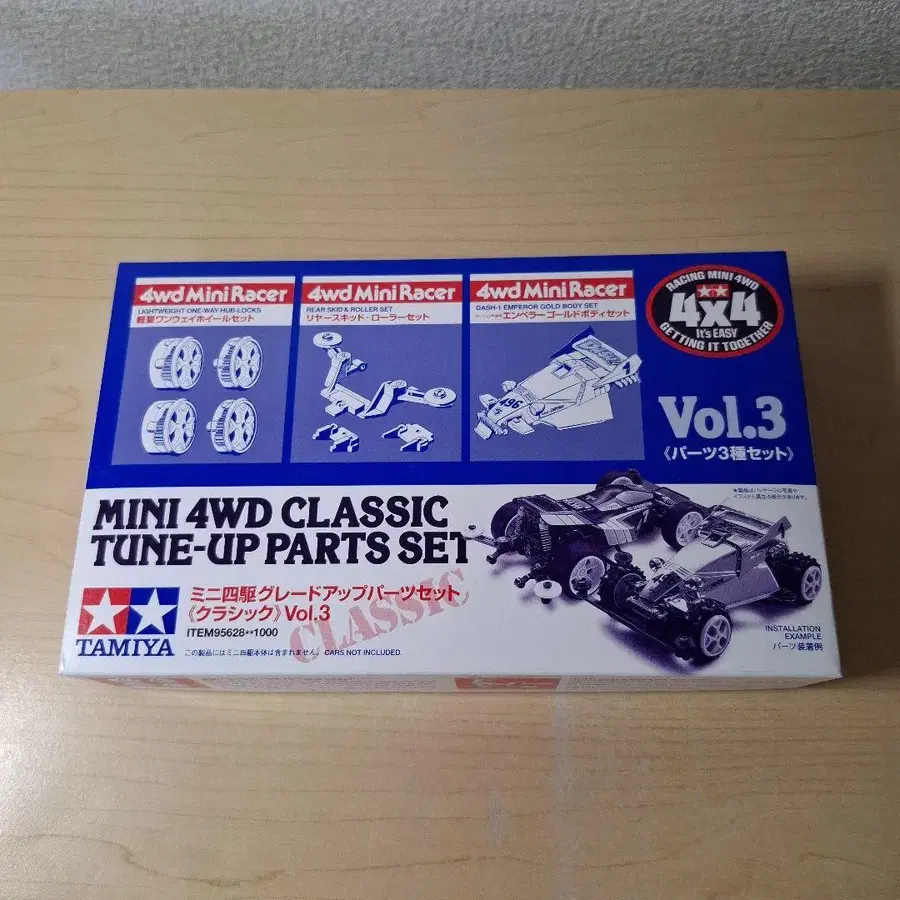 4wd Mini Racer
LIGHTWEIGHT ONE-WAY HUB-LOCKS
軽量ワンウェイホイールセット
4wd Mini Racer
REAR SKID & ROLLER SET
リヤースキッド・ローラーセット
4wd Mini Racer
DASH-1 EMPEROR GOLD BODY SET
エンペラーゴールドボディセット
496
1
RACING MINI 4WD
4x4
It's EASY
GETTING IT TOGETHER
Vol.3
《パーツ3種セット》
MINI 4WD CLASSIC
TUNE-UP PARTS SET
ミニ四駆グレードアップパーツセット
《クラシック》Vol.3
ITEM95628**1000
CLASSIC
TAMIYA
この製品にはミニ四駆本体は含まれません。 CARS NOT INCLUDED.
INSTALLATION
EXAMPLE
パーツ装着例